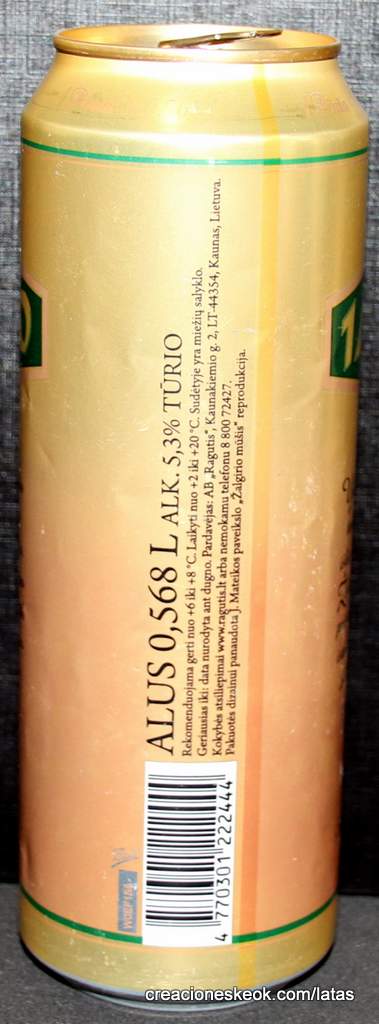 ALUS 0,568 L ALK. 5,3% TŪRIO
Rekomenduojama gerti nuo +6 iki +8 °C. Laikyti nuo +2 iki +20 °C. Sudėtyje yra miežių salyklo.
Geriausias iki: data nurodyta ant dugno. Pardavėjas: AB „Ragutis“, Kaunakiemio g. 2, LT-44354, Kaunas, Lietuva.
Kokybės atsiliepimai www.ragutis.lt arba nemokamu telefonu 8 800 72427.
Pakuotės dizainui panaudota J. Mateikos paveikslo „Žalgirio mūšis“ reprodukcija.
4 770301 222444
creacioneskeok.com/latas